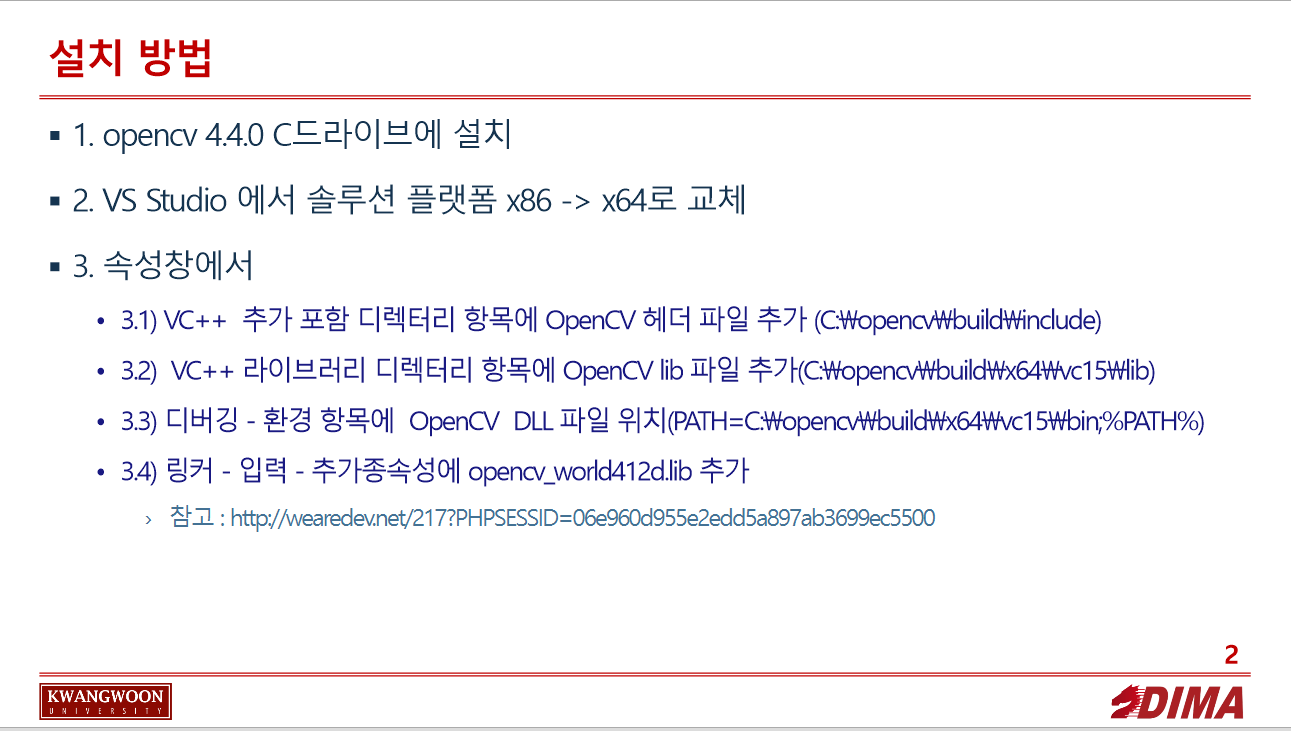 설치 방법
▪ 1. opencv 4.4.0 C드라이브에 설치
▪ 2. VS Studio 에서 솔루션 플랫폼 x86 -> x64로 교체
▪ 3. 속성창에서
• 3.1) VC++ 추가 포함 디렉터리 항목에 OpenCV 헤더 파일 추가 (C:₩opencv₩build₩include)
• 3.2) VC++ 라이브러리 디렉터리 항목에 OpenCV lib 파일 추가(C:₩opencv₩build₩x64₩vc15₩lib)
• 3.3) 디버깅 - 환경 항목에 OpenCV DLL 파일 위치(PATH=C:₩opencv₩build₩x64₩vc15₩bin;%PATH%)
• 3.4) 링커 - 입력 - 추가종속성에 opencv_world412d.lib 추가
› 참고 : http://wearedev.net/217?PHPSESSID=06e960d955e2edd5a897ab3699ec5500
2
KWANGWOON
UNIVERSITY
DIMA